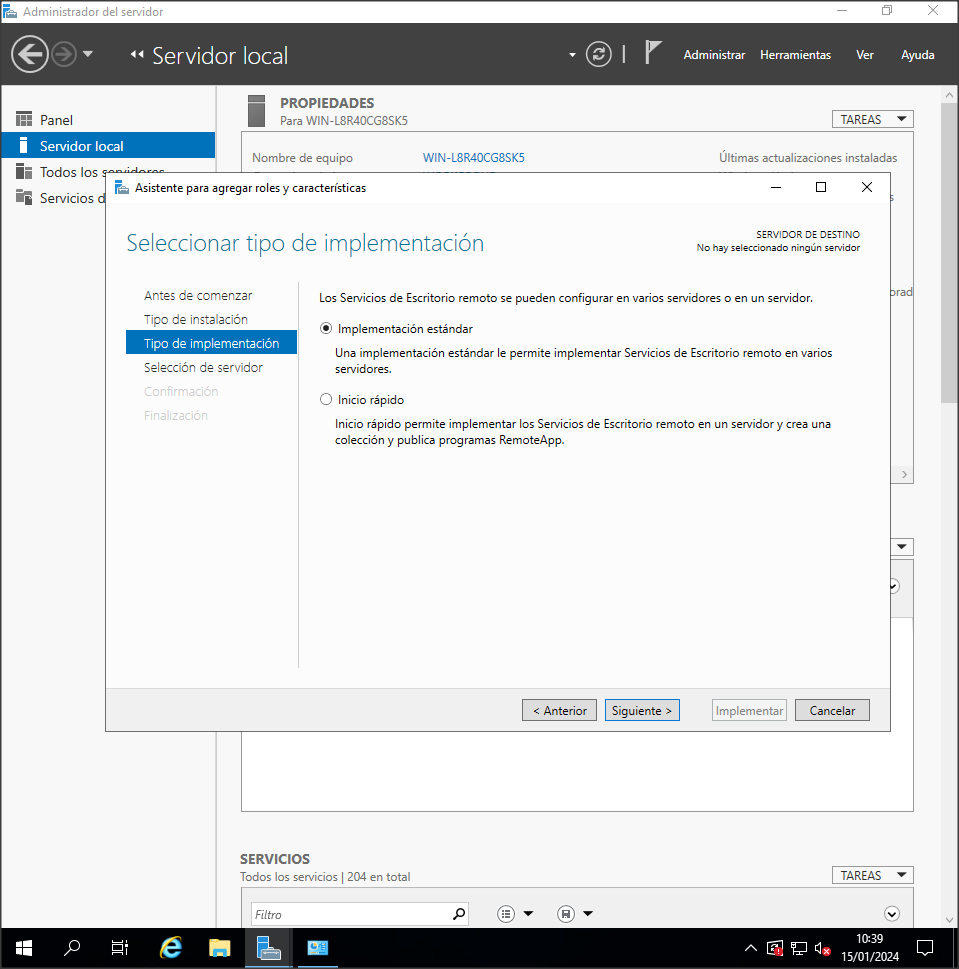 Administrador del servidor
Servidor local
Administrar Herramientas Ver Ayuda
Panel
Servidor local
Todos los servidores
Servicios d
PROPIEDADES
Para WIN-L8R40CG8SK5
TAREAS
Nombre de equipo WIN-L8R40CG8SK5 Últimas actualizaciones instaladas
Asistente para agregar roles y características
Seleccionar tipo de implementación
SERVIDOR DE DESTINO
No hay seleccionado ningún servidor
Antes de comenzar
Tipo de instalación
Tipo de implementación
Selección de servidor
Confirmación
Finalización
Los Servicios de Escritorio remoto se pueden configurar en varios servidores o en un servidor.
Implementación estándar
Una implementación estándar le permite implementar Servicios de Escritorio remoto en varios
servidores.
Inicio rápido
Inicio rápido permite implementar los Servicios de Escritorio remoto en un servidor y crea una
colección y publica programas RemoteApp.
orad
< Anterior Siguiente > Implementar Cancelar
SERVICIOS
Todos los servicios | 204 en total
TAREAS
Filtro
10:39
15/01/2024